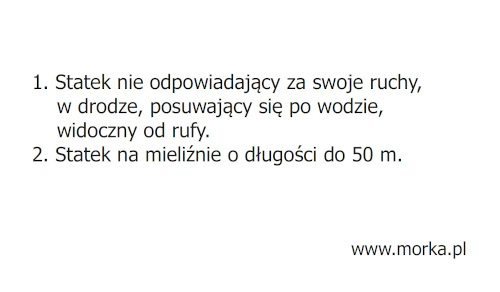 1. Statek nie odpowiadający za swoje ruchy,
w drodze, posuwający się po wodzie,
widoczny od rufy.
2. Statek na mieliźnie o długości do 50 m.
www.morka.pl